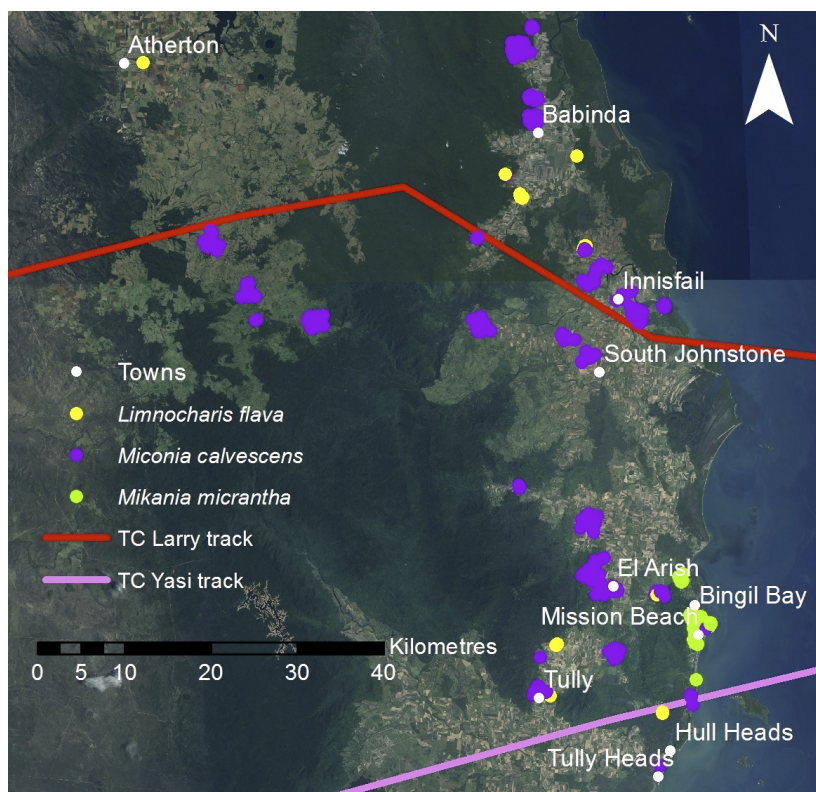 Atherton
N
Babinda
Innisfail
South Johnstone
Towns
Limnocharis flava
Miconia calvescens
Mikania micrantha
TC Larry track
TC Yasi track
El Arish
Bingil Bay
Mission Beach
Kilometres
0 5 10 20 30 40
Tully
Hull Heads
Tully Heads